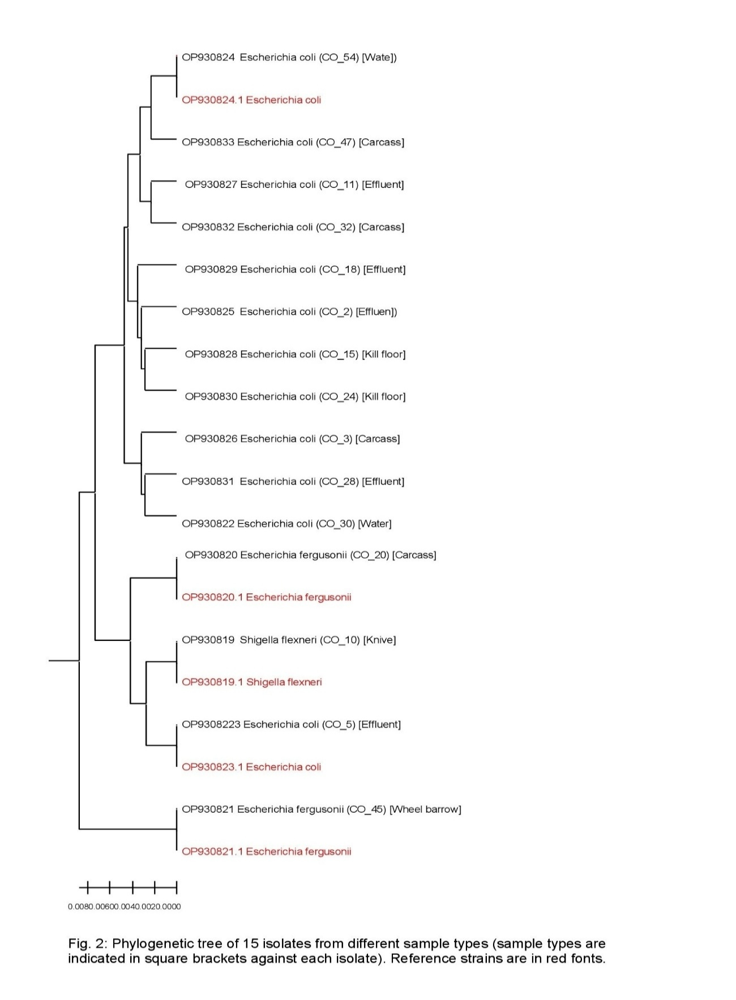 OP930824  Escherichia coli (CO_54) [Wate])
OP930824.1 Escherichia coli
OP930833 Escherichia coli (CO_47) [Carcass]
OP930827 Escherichia coli (CO_11) [Effluent]
OP930832 Escherichia coli (CO_32) [Carcass]
OP930829 Escherichia coli (CO_18) [Effluent]
OP930825  Escherichia coli (CO_2) [Effluen])
OP930828 Escherichia coli (CO_15) [Kill floor]
OP930830 Escherichia coli (CO_24) [Kill floor]
OP930826 Escherichia coli (CO_3) [Carcass]
OP930831  Escherichia coli (CO_28) [Effluent]
OP930822 Escherichia coli (CO_30) [Water]
OP930820 Escherichia fergusonii (CO_20) [Carcass]
OP930820.1 Escherichia fergusonii
OP930819  Shigella flexneri (CO_10) [Knive]
OP930819.1 Shigella flexneri
OP9308223 Escherichia coli (CO_5) [Effluent]
OP930823.1 Escherichia coli
OP930821 Escherichia fergusonii (CO_45) [Wheel barrow]
OP930821.1 Escherichia fergusonii
0.0080.00600.0040.0020.0000
Fig. 2: Phylogenetic tree of 15 isolates from different sample types (sample types are
indicated in square brackets against each isolate). Reference strains are in red fonts.